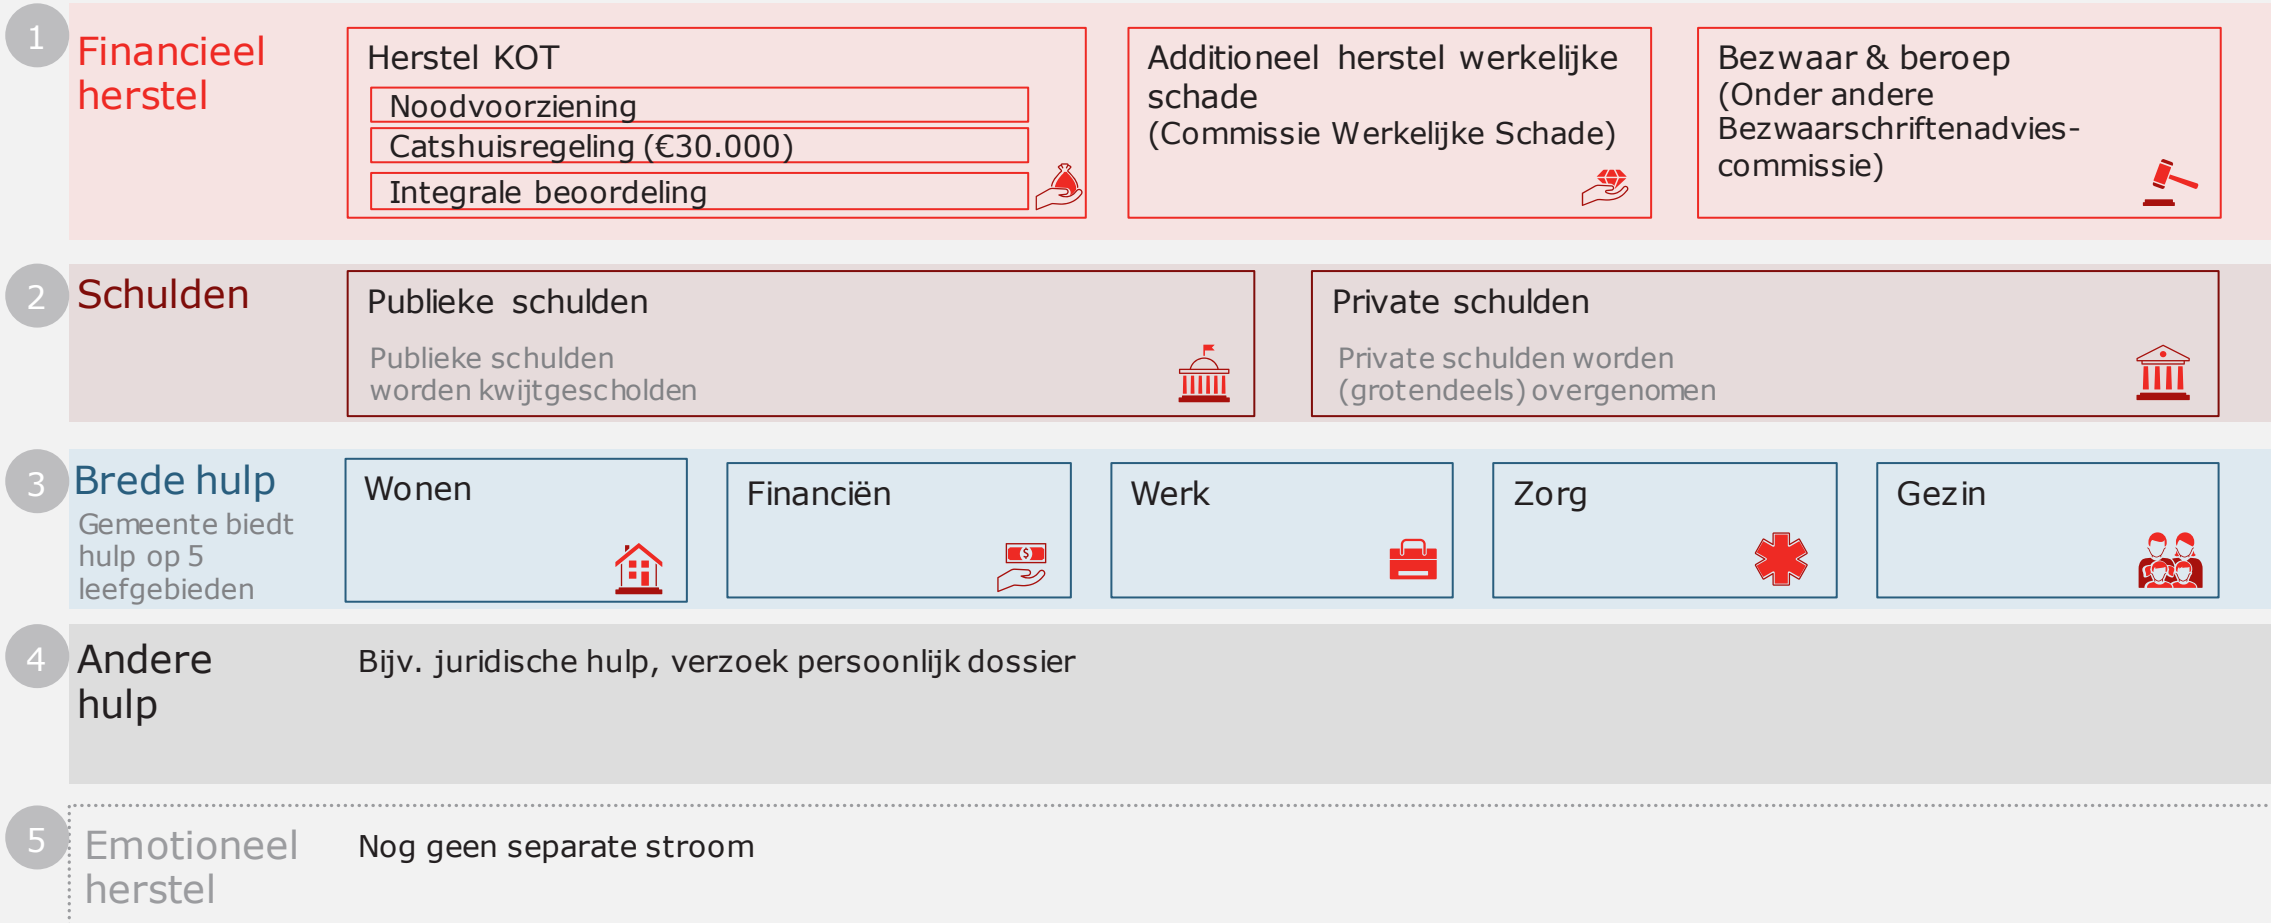 1
Financieel
herstel
Herstel KOT
Noodvoorziening
Catshuisregeling (€30.000)
Integrale beoordeling
Additioneel herstel werkelijke
schade
(Commissie Werkelijke Schade)
Bezwaar & beroep
(Onder andere
Bezwaarschriftenadvies-
commissie)
2
Schulden
Publieke schulden
Publieke schulden
worden kwijtgescholden
Private schulden
Private schulden worden
(grotendeels) overgenomen
3
Brede hulp
Gemeente biedt
hulp op 5
leefgebieden
Wonen
Financiën
$
Werk
Zorg
Gezin
4
Andere
hulp
Bijv. juridische hulp, verzoek persoonlijk dossier
5
Emotioneel
herstel
Nog geen separate stroom